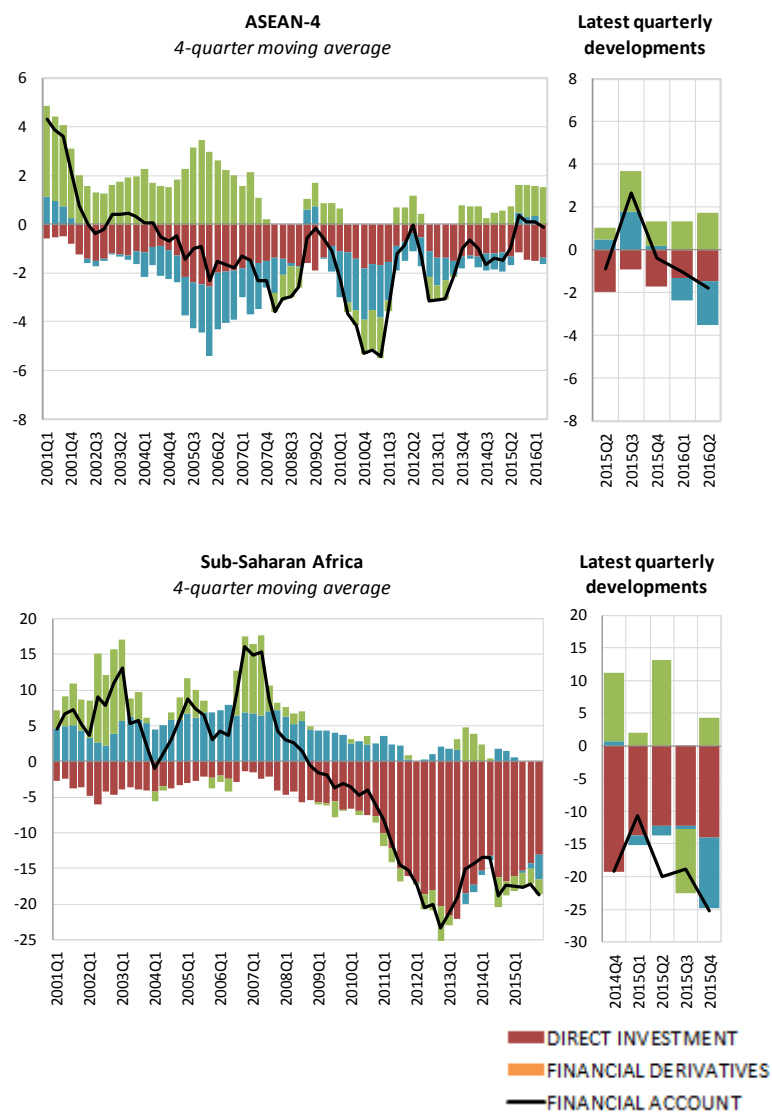 ASEAN-4
4-quarter moving average
6
4
2
0
-2
-4
-6
-8
2001Q1
2001Q4
2002Q3
2003Q2
2004Q1
2004Q4
2005Q3
2006Q2
2007Q1
2007Q4
2008Q3
2009Q2
2010Q1
2010Q4
2011Q3
2012Q2
2013Q1
2013Q4
2014Q3
2015Q2
2016Q1
Latest quarterly
developments
8
6
4
2
0
-2
-4
-6
-8
2015Q2
2015Q3
2015Q4
2016Q1
2016Q2
Sub-Saharan Africa
4-quarter moving average
20
15
10
5
0
-5
-10
-15
-20
-25
2001Q1
2002Q1
2003Q1
2004Q1
2005Q1
2006Q1
2007Q1
2008Q1
2009Q1
2010Q1
2011Q1
2012Q1
2013Q1
2014Q1
2015Q1
Latest quarterly
developments
20
15
10
5
0
-5
-10
-15
-20
-25
-30
2014Q4
2015Q1
2015Q2
2015Q3
2015Q4
DIRECT INVESTMENT
FINANCIAL DERIVATIVES
FINANCIAL ACCOUNT